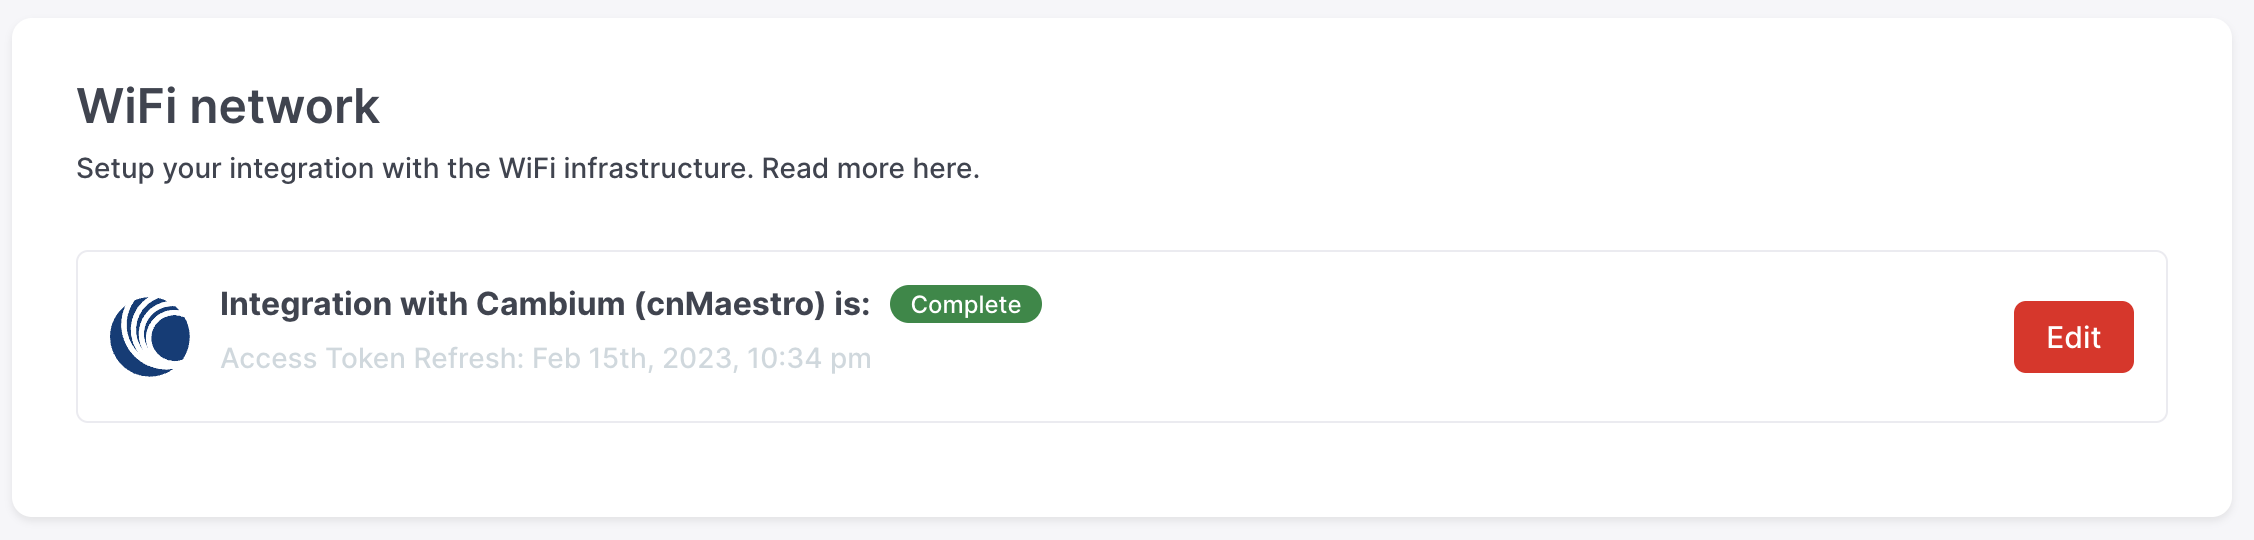 WiFi network
Setup your integration with the WiFi infrastructure. Read more here.
Integration with Cambium (cnMaestro) is: Complete
Access Token Refresh: Feb 15th, 2023, 10:34 pm
Edit